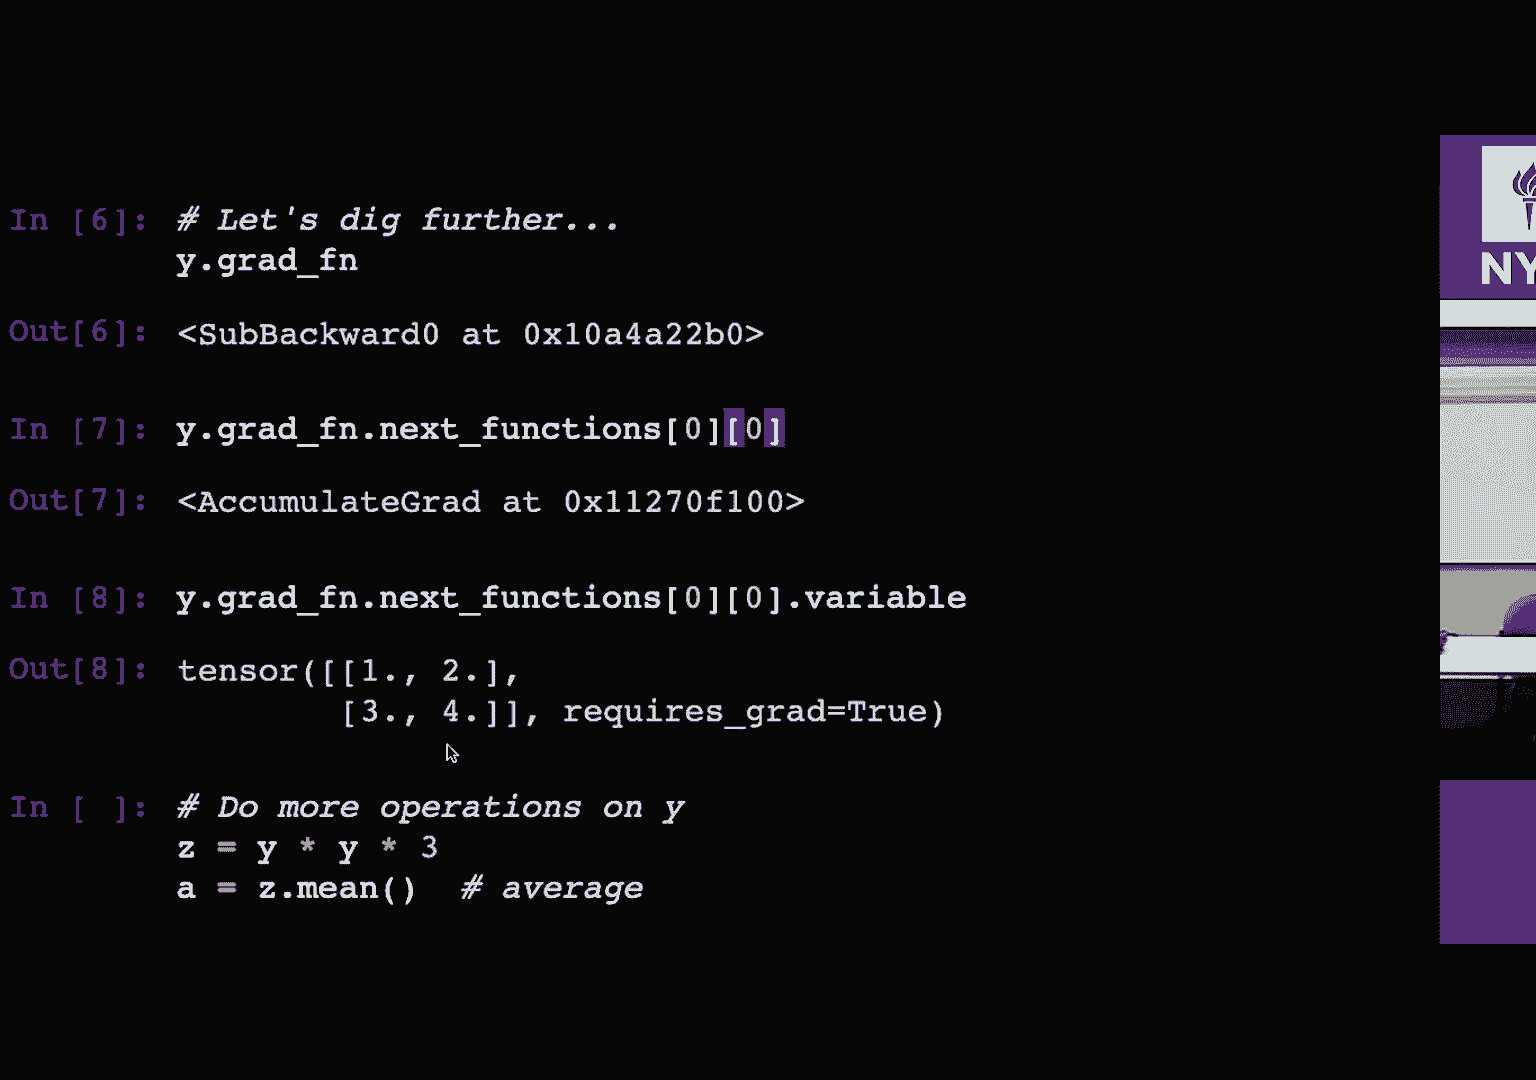 In [6]: # Let's dig further...
y.grad_fn
Out[6]: <SubBackward0 at 0x10a4a22b0>
In [7]: y.grad_fn.next_functions[0][0]
Out[7]: <AccumulateGrad at 0x11270f100>
In [8]: y.grad_fn.next_functions[0][0].variable
Out[8]: tensor([[1., 2.],
[3., 4.]], requires_grad=True)
In [ ]: # Do more operations on y
z = y * y * 3
a = z.mean()  # average
NY